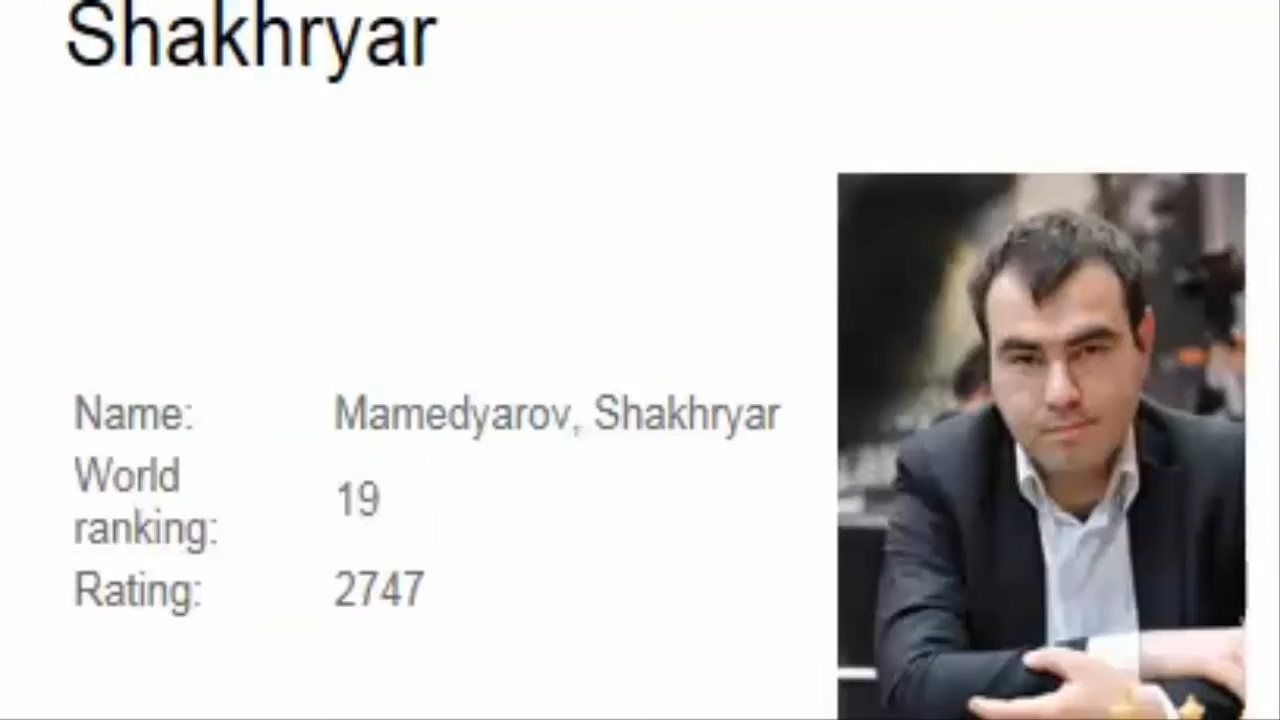 Shakhryar
Name: Mamedyarov, Shakhryar
World
ranking: 19
Rating: 2747